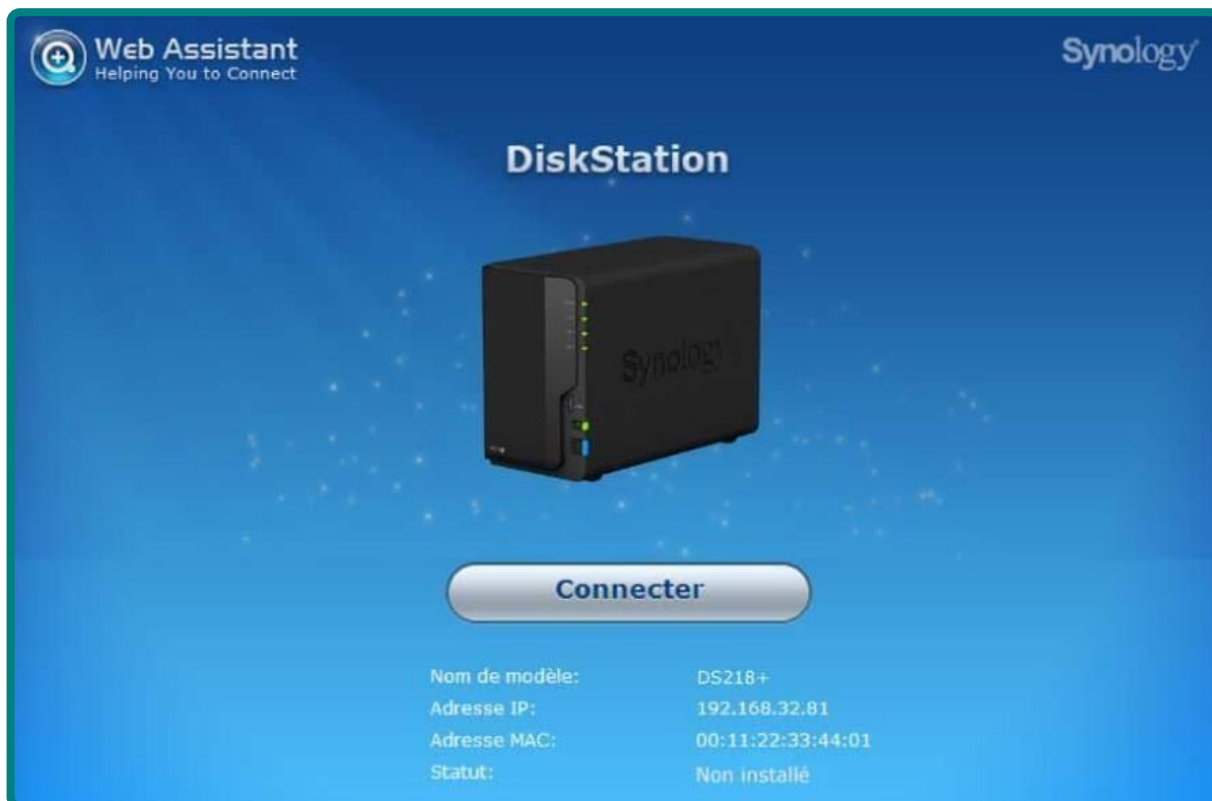 Web Assistant
Helping You to Connect
Synology
DiskStation
Synology
Connecter
Nom de modèle: DS218+
Adresse IP: 192.168.32.81
Adresse MAC: 00:11:22:33:44:01
Statut: Non installé